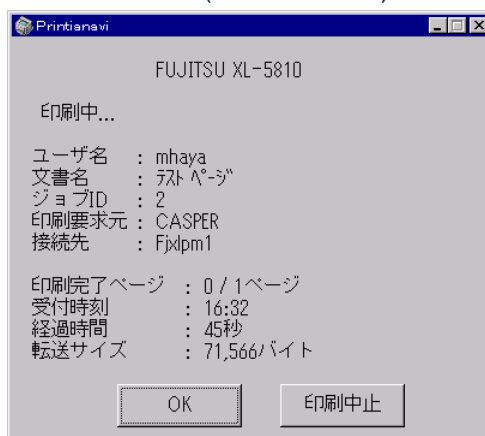 Printianavi
FUJITSU XL-5810
印刷中...
ユーザ名 : mhaya
文書名 : ﾃｽﾄ ﾍﾟｰｼﾞ
ジョブID : 2
印刷要求元 : CASPER
接続先 : Fjxlpm1
印刷完了ページ : 0 / 1ページ
受付時刻 : 16:32
経過時間 : 45秒
転送サイズ : 71,566バイト
OK 印刷中止